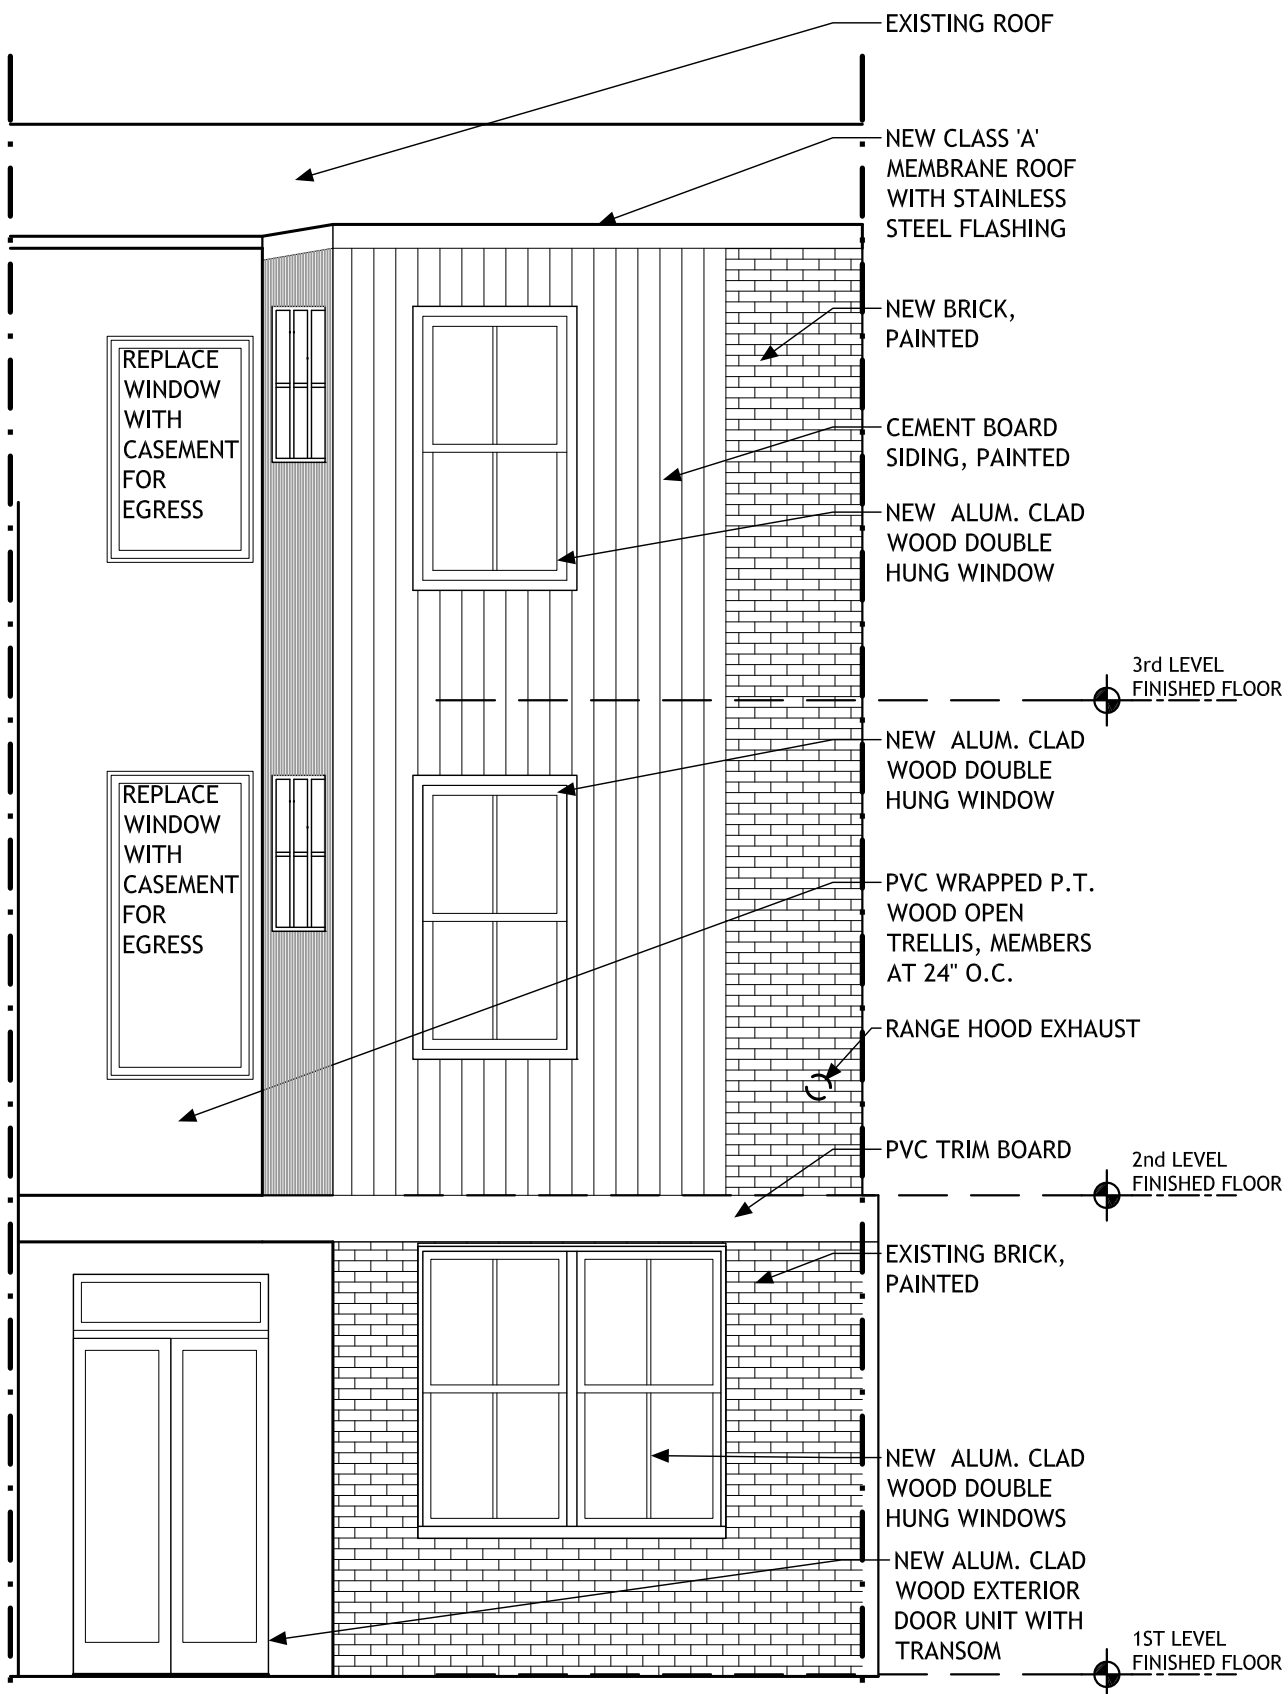 EXISTING ROOF
NEW CLASS 'A'
MEMBRANE ROOF
WITH STAINLESS
STEEL FLASHING
NEW BRICK,
PAINTED
REPLACE
WINDOW
WITH
CASEMENT
FOR
EGRESS
CEMENT BOARD
SIDING, PAINTED
NEW ALUM. CLAD
WOOD DOUBLE
HUNG WINDOW
3rd LEVEL
FINISHED FLOOR
NEW ALUM. CLAD
WOOD DOUBLE
HUNG WINDOW
REPLACE
WINDOW
WITH
CASEMENT
FOR
EGRESS
PVC WRAPPED P.T.
WOOD OPEN
TRELLIS, MEMBERS
AT 24" O.C.
RANGE HOOD EXHAUST
PVC TRIM BOARD
2nd LEVEL
FINISHED FLOOR
EXISTING BRICK,
PAINTED
NEW ALUM. CLAD
WOOD DOUBLE
HUNG WINDOWS
NEW ALUM. CLAD
WOOD EXTERIOR
DOOR UNIT WITH
TRANSOM
1ST LEVEL
FINISHED FLOOR